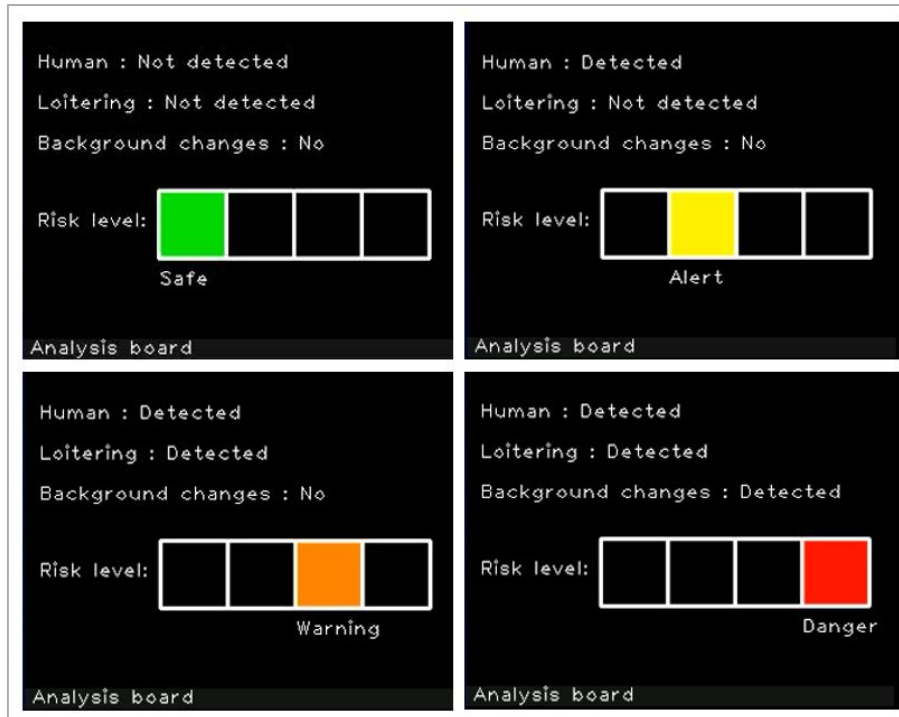 Human : Not detected
Loitering : Not detected
Background changes : No
Risk level:
Safe
Analysis board
Human : Detected
Loitering : Not detected
Background changes : No
Risk level:
Alert
Analysis board
Human : Detected
Loitering : Detected
Background changes : No
Risk level:
Warning
Analysis board
Human : Detected
Loitering : Detected
Background changes : Detected
Risk level:
Danger
Analysis board